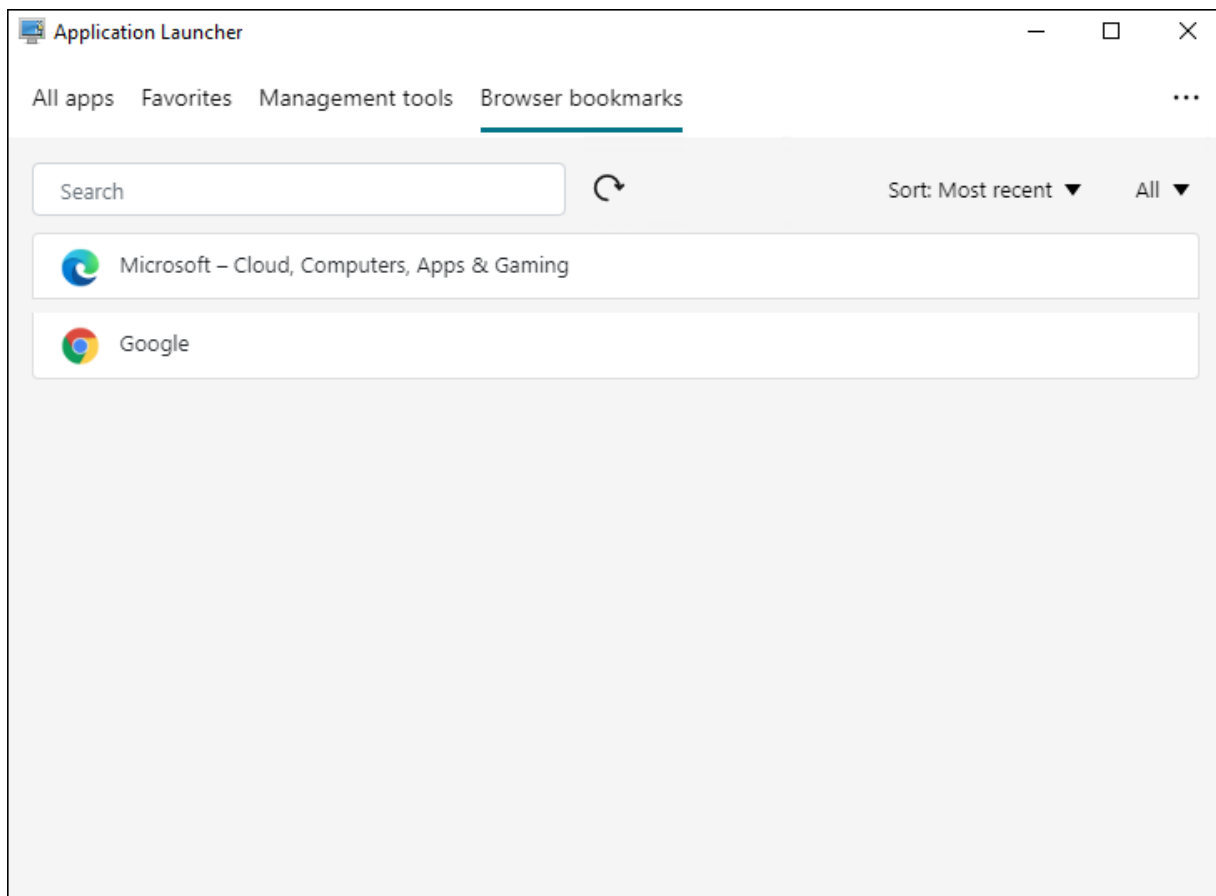 Application Launcher
All apps Favorites Management tools Browser bookmarks
Search Sort: Most recent All
Microsoft – Cloud, Computers, Apps & Gaming
Google